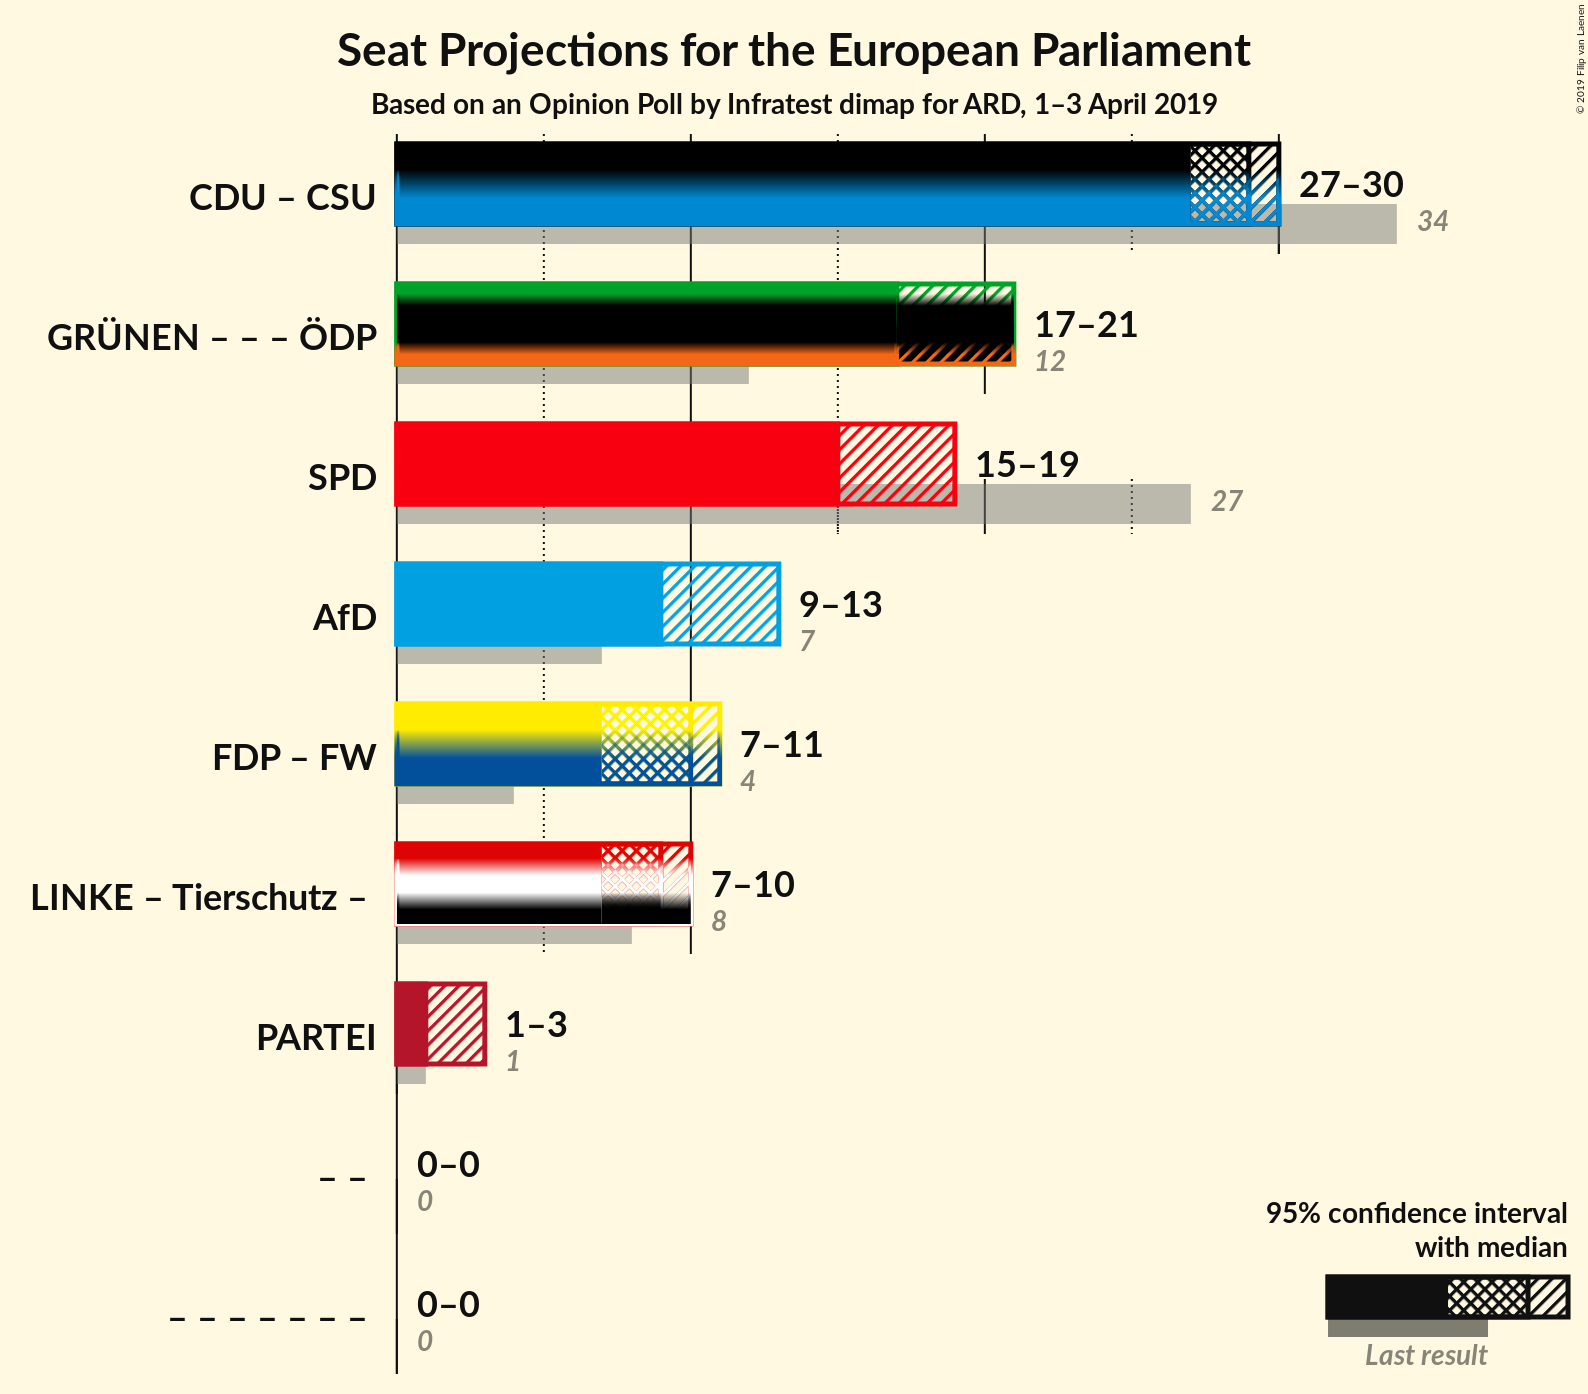 Seat Projections for the European Parliament
Based on an Opinion Poll by Infratest dimap for ARD, 1–3 April 2019
© 2019 Filip van Laenen
CDU – CSU
27–30
34
GRÜNEN – – – ÖDP
17–21
12
SPD
15–19
27
AfD
9–13
7
FDP – FW
7–11
4
LINKE – Tierschutz –
7–10
8
PARTEI
1–3
1
– –
0–0
0
– – – – – – –
0–0
0
95% confidence interval
with median
Last result